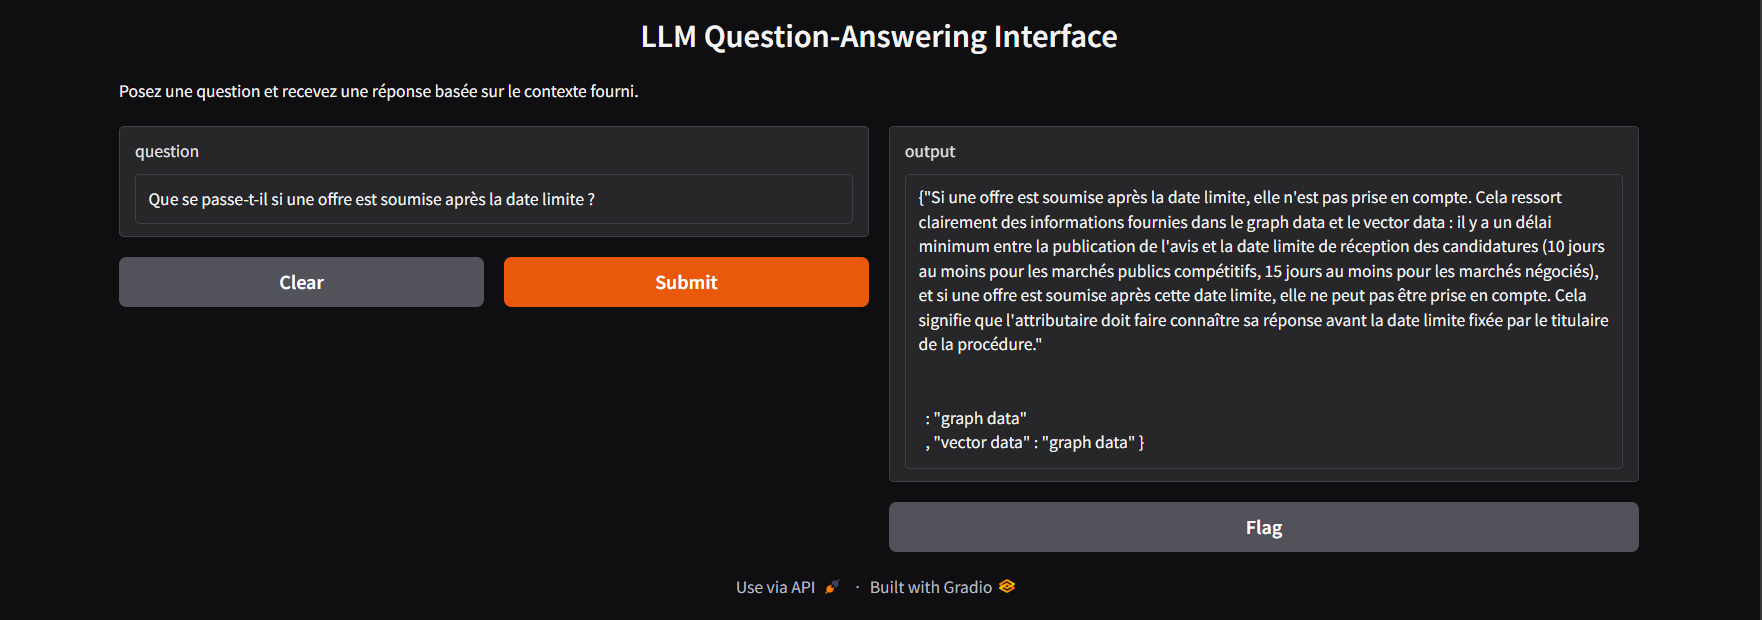 LLM Question-Answering Interface
Posez une question et recevez une réponse basée sur le contexte fourni.
question
Que se passe-t-il si une offre est soumise après la date limite ?
Clear
Submit
output
{"Si une offre est soumise après la date limite, elle n'est pas prise en compte. Cela ressort
clairement des informations fournies dans le graph data et le vector data : il y a un délai
minimum entre la publication de l'avis et la date limite de réception des candidatures (10 jours
au moins pour les marchés publics compétitifs, 15 jours au moins pour les marchés négociés),
et si une offre est soumise après cette date limite, elle ne peut pas être prise en compte. Cela
signifie que l'attributaire doit faire connaître sa réponse avant la date limite fixée par le titulaire
de la procédure."
: "graph data"
, "vector data" : "graph data" }
Flag
Use via API · Built with Gradio